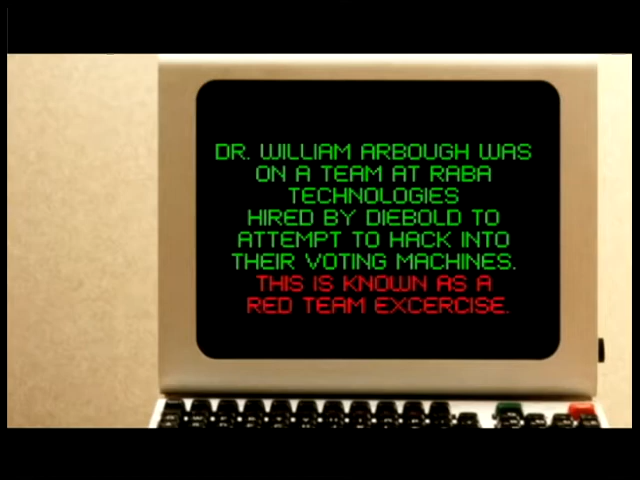 DR. WILLIAM ARBOUGH WAS
ON A TEAM AT RABA
TECHNOLOGIES
HIRED BY DIEBOLD TO
ATTEMPT TO HACK INTO
THEIR VOTING MACHINES.
THIS IS KNOWN AS A
RED TEAM EXCERCISE.